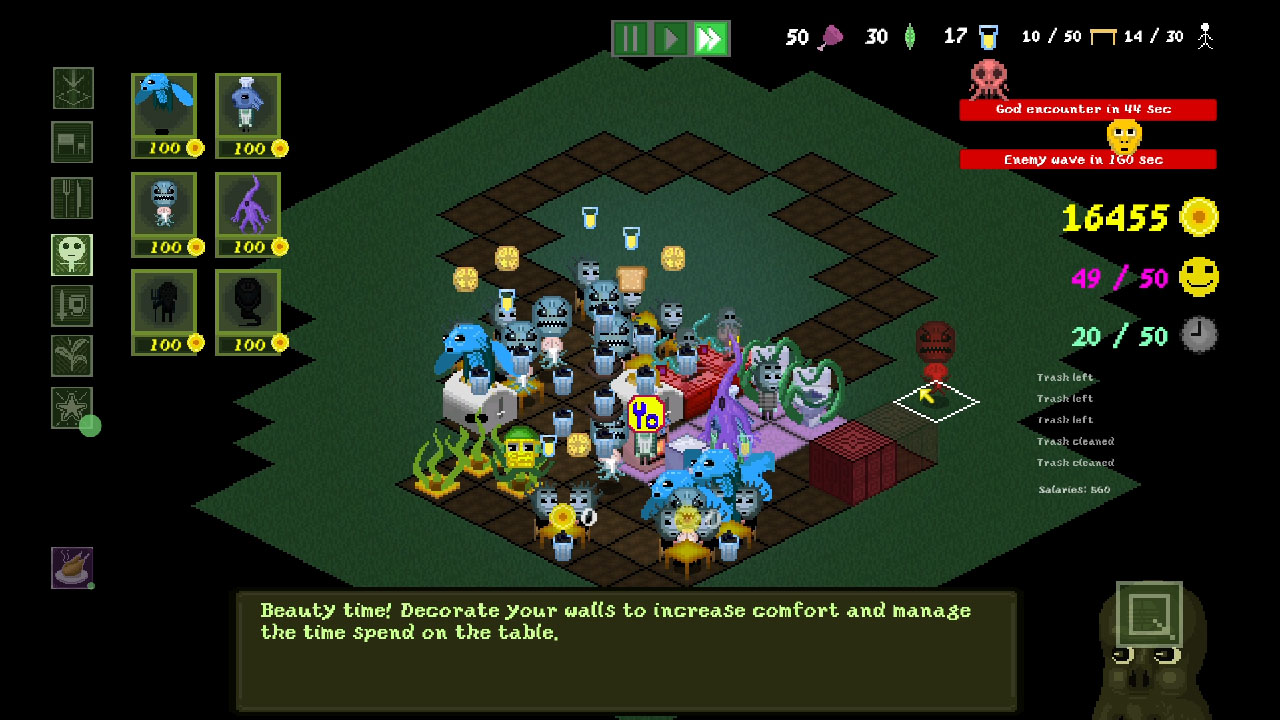 50 30 17 10 / 50 14 / 30
God encounter in 44 sec
Enemy wave in 160 sec
100 100
100 100
100 100
16455
49 / 50
20 / 50
Trash left
Trash left
Trash left
Trash cleaned
Trash cleaned
Salaries: 560
Yo
Beauty time! Decorate your walls to increase comfort and manage
the time spend on the table.